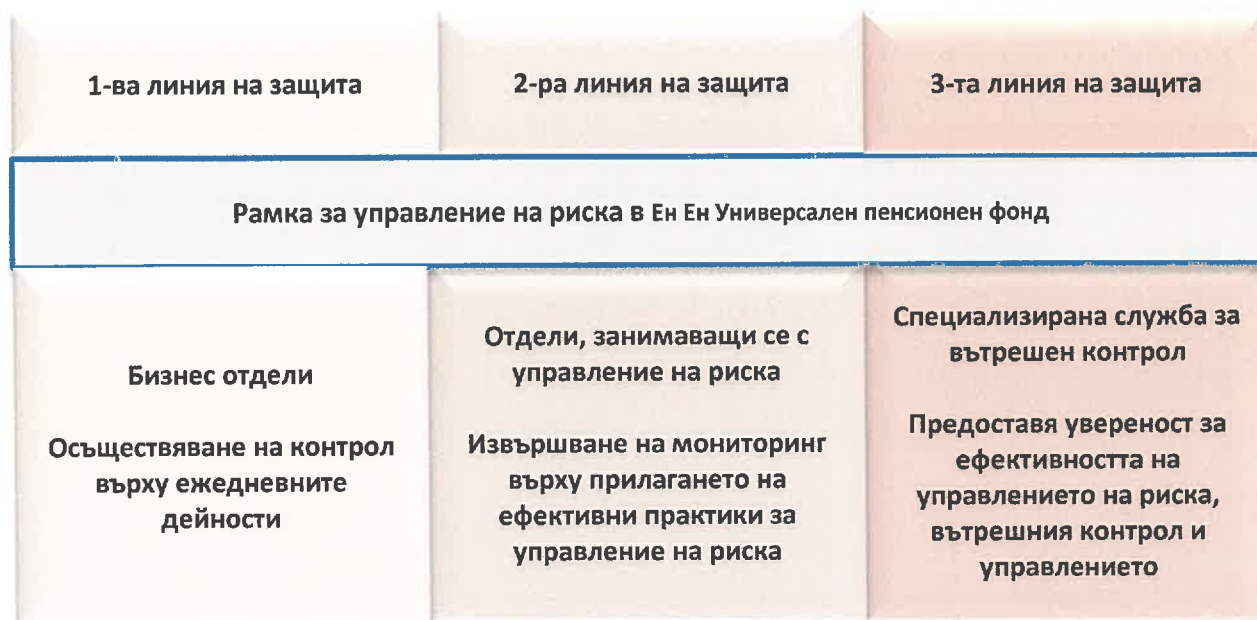 1-ва линия на защита
2-ра линия на защита
3-та линия на защита
Рамка за управление на риска в Ен Ен Универсален пенсионен фонд
Бизнес отдели
Осъществяване на контрол
върху ежедневните
дейности
Отдели, занимаващи се с
управление на риска
Извършване на мониторинг
върху прилагането на
ефективни практики за
управление на риска
Специализирана служба за
вътрешен контрол
Предоставя увереност за
ефективността на
управлението на риска,
вътрешния контрол и
управлението